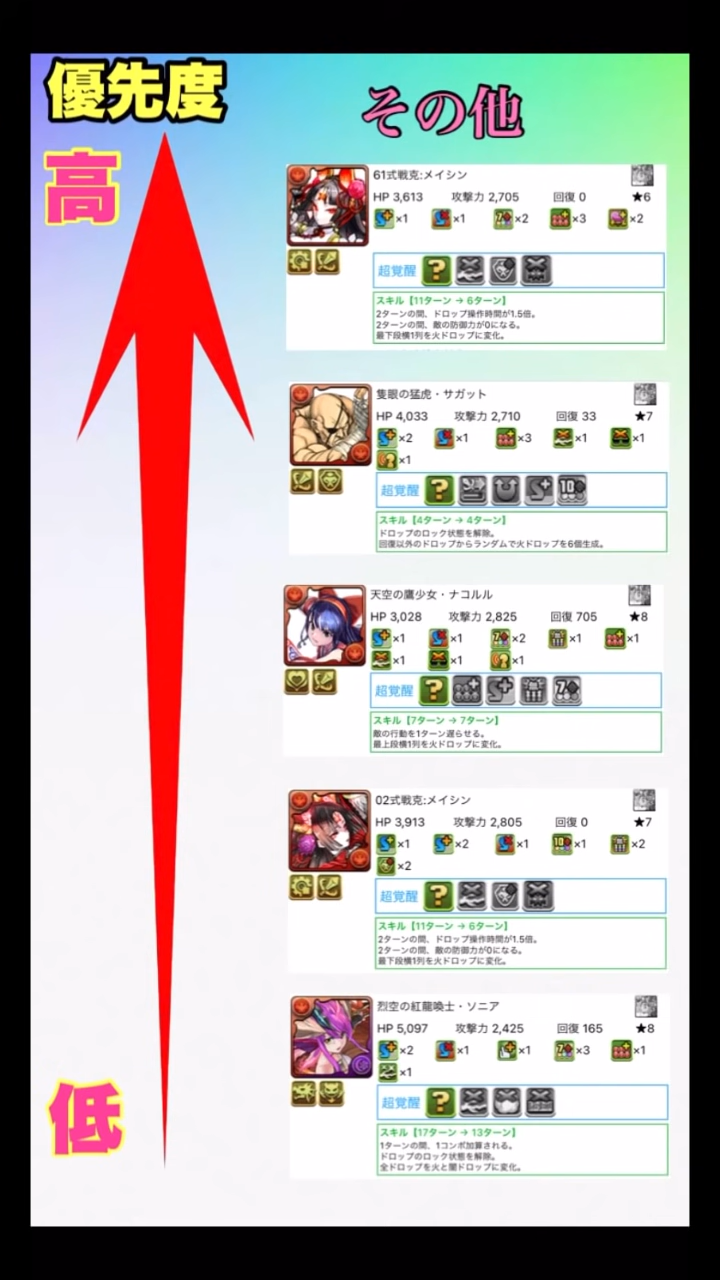 優先度
その他
高
61式戦克:メイシン
HP 3,613 攻撃力 2,705 回復 0 ★6
×1 ×1 ×2 ×3 ×2
超覚醒 ?
スキル【11ターン → 6ターン】
2ターンの間、ドロップ操作時間が1.5倍。
2ターンの間、敵の防御力が0になる。
最下段横1列を火ドロップに変化。
隻眼の猛虎・サガット
HP 4,033 攻撃力 2,710 回復 33 ★7
×2 ×1 ×3 ×1 ×1
×1
超覚醒 ? 10
スキル【4ターン → 4ターン】
ドロップのロック状態を解除。
回復以外のドロップからランダムで火ドロップを6個生成。
天空の鷹少女・ナコルル
HP 3,028 攻撃力 2,825 回復 705 ★8
×1 ×1 ×2 ×1 ×1
×1 ×1 ×1
超覚醒 ? 7
スキル【7ターン → 7ターン】
敵の行動を1ターン遅らせる。
最上段横1列を火ドロップに変化。
02式戦克:メイシン
HP 3,913 攻撃力 2,805 回復 0 ★7
×1 ×2 ×1 ×1 ×2
×2
超覚醒 ?
スキル【11ターン → 6ターン】
2ターンの間、ドロップ操作時間が1.5倍。
2ターンの間、敵の防御力が0になる。
最下段横1列を火ドロップに変化。
烈空の紅龍喚士・ソニア
HP 5,097 攻撃力 2,425 回復 165 ★8
×2 ×1 ×1 ×3 ×1
×1
低
超覚醒 ?
スキル【17ターン → 13ターン】
1ターンの間、1コンボ加算される。
ドロップのロック状態を解除。
全ドロップを火と闇ドロップに変化。